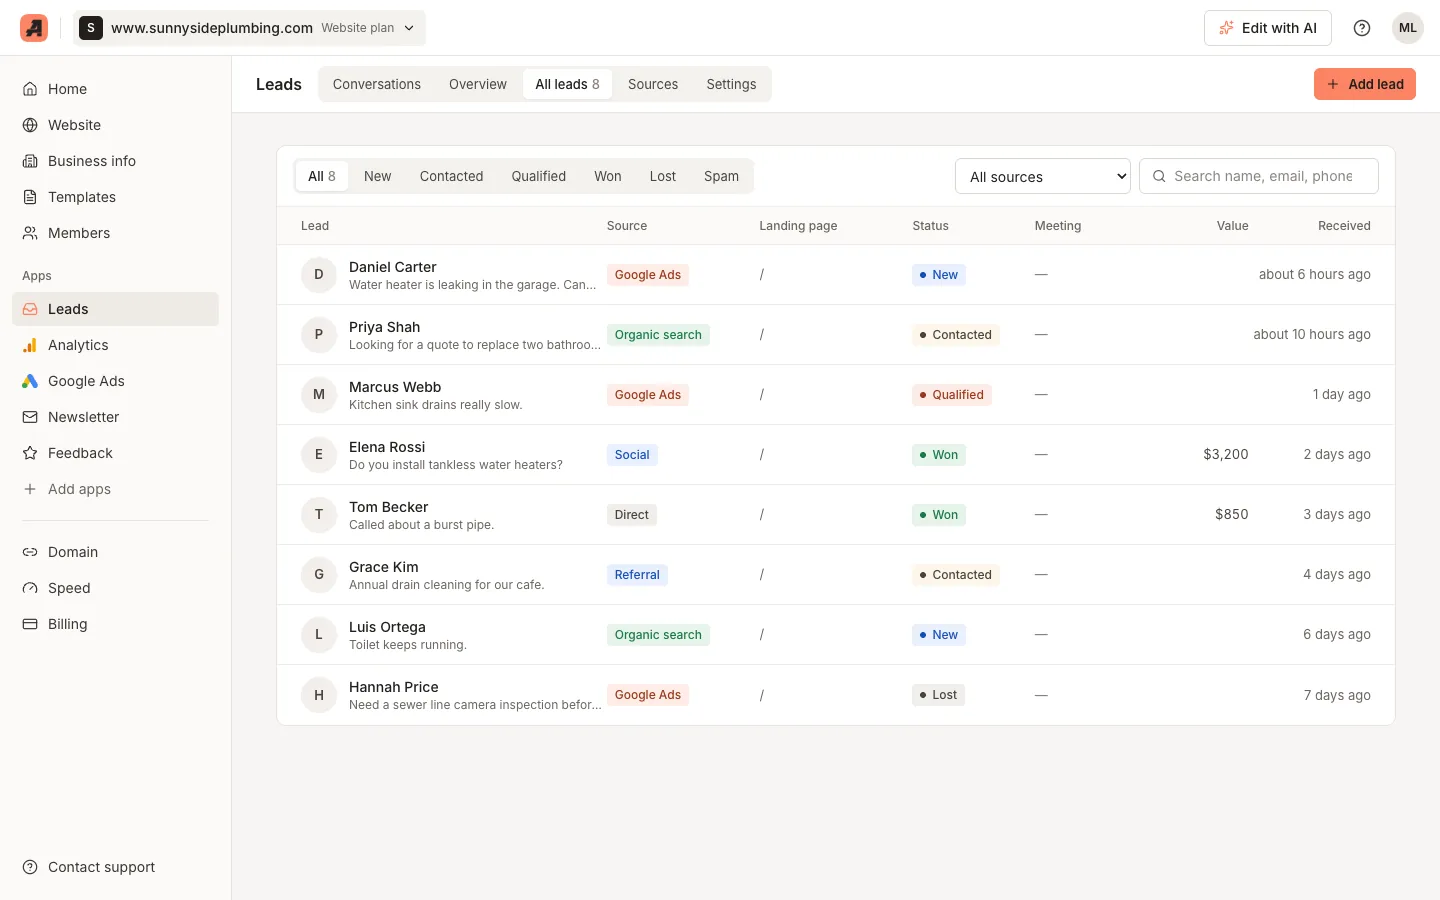 S www.sunnysideplumbing.com Website plan
Edit with AI
ML
Home
Website
Business info
Templates
Members
Apps
Leads
Analytics
Google Ads
Newsletter
Feedback
Add apps
Domain
Speed
Billing
Contact support
Leads Conversations Overview All leads 8 Sources Settings
+ Add lead
All 8 New Contacted Qualified Won Lost Spam
All sources
Search name, email, phone
Lead Source Landing page Status Meeting Value Received
D Daniel Carter Google Ads / New — about 6 hours ago
Water heater is leaking in the garage. Can...
P Priya Shah Organic search / Contacted — about 10 hours ago
Looking for a quote to replace two bathroo...
M Marcus Webb Google Ads / Qualified — 1 day ago
Kitchen sink drains really slow.
E Elena Rossi Social / Won — $3,200 2 days ago
Do you install tankless water heaters?
T Tom Becker Direct / Won — $850 3 days ago
Called about a burst pipe.
G Grace Kim Referral / Contacted — 4 days ago
Annual drain cleaning for our cafe.
L Luis Ortega Organic search / New — 6 days ago
Toilet keeps running.
H Hannah Price Google Ads / Lost — 7 days ago
Need a sewer line camera inspection befor...